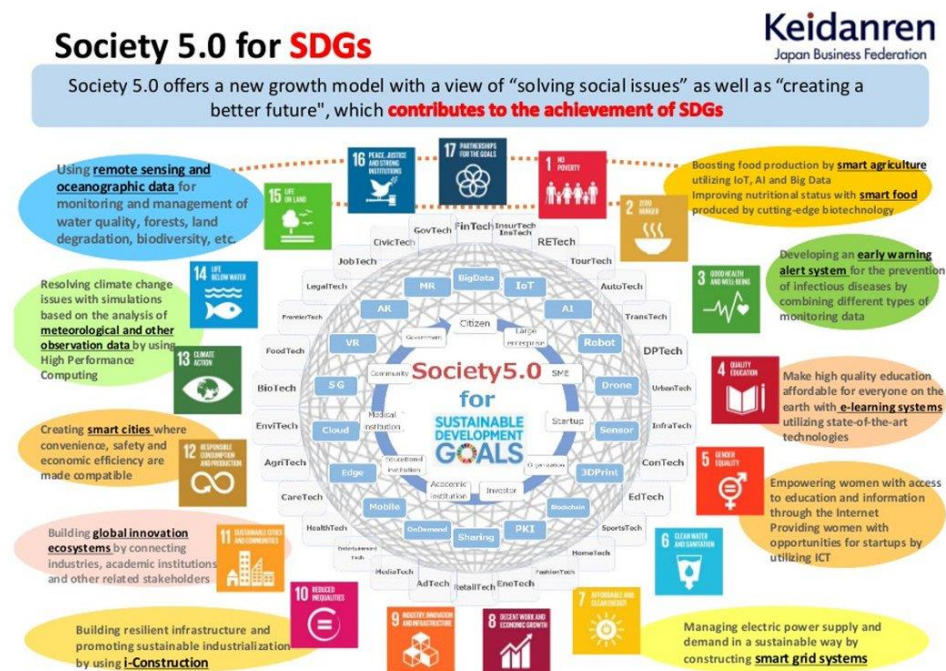 Society 5.0 for SDGs
Keidanren
Japan Business Federation
Society 5.0 offers a new growth model with a view of “solving social issues” as well as “creating a
better future", which contributes to the achievement of SDGs
Using remote sensing and
oceanographic data for
monitoring and management of
water quality, forests, land
degradation, biodiversity, etc.
Resolving climate change
issues with simulations
based on the analysis of
meteorological and other
observation data by using
High Performance
Computing
Creating smart cities where
convenience, safety and
economic efficiency are
made compatible
Building global innovation
ecosystems by connecting
industries, academic institutions
and other related stakeholders
Building resilient infrastructure and
promoting sustainable industrialization
by using i-Construction
Boosting food production by smart agriculture
utilizing IoT, AI and Big Data
Improving nutritional status with smart food
produced by cutting-edge biotechnology
Developing an early warning
alert system for the prevention
of infectious diseases by
combining different types of
monitoring data
Make high quality education
affordable for everyone on the
earth with e-learning systems
utilizing state-of-the-art
technologies
Empowering women with access
to education and information
through the Internet
Providing women with
opportunities for startups by
utilizing ICT
Managing electric power supply and
demand in a sustainable way by
constructing smart grid systems
1 NO
POVERTY
2 ZERO
HUNGER
3 GOOD HEALTH
AND WELL-BEING
4 QUALITY
EDUCATION
5 GENDER
EQUALITY
6 CLEAN WATER
AND SANITATION
7 AFFORDABLE AND
CLEAN ENERGY
8 DECENT WORK AND
ECONOMIC GROWTH
9 INDUSTRY, INNOVATION
AND INFRASTRUCTURE
10 REDUCED
INEQUALITIES
11 SUSTAINABLE CITIES
AND COMMUNITIES
12 RESPONSIBLE
CONSUMPTION
AND PRODUCTION
13 CLIMATE
ACTION
14 LIFE
BELOW WATER
15 LIFE
ON LAND
16 PEACE, JUSTICE
AND STRONG
INSTITUTIONS
17 PARTNERSHIPS
FOR THE GOALS
FinTech
InsurTech
InsTech
RETech
TourTech
AutoTech
TransTech
DPTech
UrbanTech
InfraTech
ConTech
EdTech
SportsTech
HomeTech
FashionTech
EneTech
RetailTech
AdTech
MediaTech
Entertainment
Tech
HealthTech
CareTech
AgriTech
EnviTech
BioTech
FoodTech
FrontierTech
LegalTech
JobTech
CivicTech
GovTech
BigData
IoT
AI
Robot
Drone
Sensor
3DPrint
Blockchain
PKI
Sharing
OnDemand
Mobile
Edge
Cloud
5G
VR
AR
MR
Citizen
Large
enterprise
SME
Startup
Organization
Investor
Academic
institution
Educational
institution
Medical
institution
Community
Government
Society5.0
for
SUSTAINABLE
DEVELOPMENT
GOALS